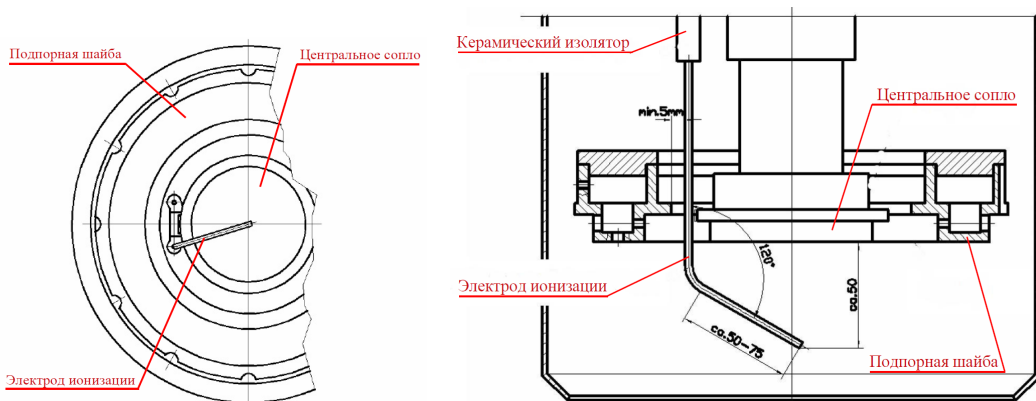 Подпорная шайба
Центральное сопло
Электрод ионизации
Керамический изолятор
Центральное сопло
min.5mm
120°
Электрод ионизации
ca.50
ca.50-75
Подпорная шайба